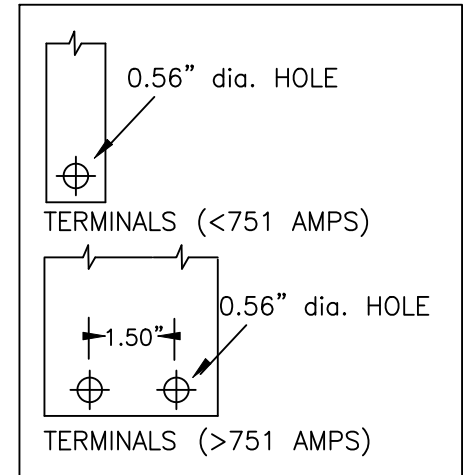 0.56" dia. HOLE
TERMINALS (<751 AMPS)
0.56" dia. HOLE
1.50"
TERMINALS (>751 AMPS)